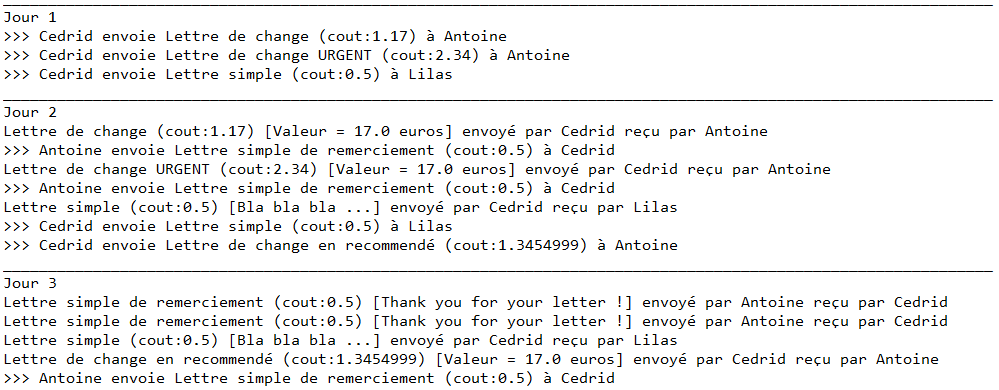 Jour 1
>>> Cedrid envoie Lettre de change (cout:1.17) à Antoine
>>> Cedrid envoie Lettre de change URGENT (cout:2.34) à Antoine
>>> Cedrid envoie Lettre simple (cout:0.5) à Lilas
Jour 2
Lettre de change (cout:1.17) [Valeur = 17.0 euros] envoyé par Cedrid reçu par Antoine
>>> Antoine envoie Lettre simple de remerciement (cout:0.5) à Cedrid
Lettre de change URGENT (cout:2.34) [Valeur = 17.0 euros] envoyé par Cedrid reçu par Antoine
>>> Antoine envoie Lettre simple de remerciement (cout:0.5) à Cedrid
Lettre simple (cout:0.5) [Bla bla bla ...] envoyé par Cedrid reçu par Lilas
>>> Cedrid envoie Lettre simple (cout:0.5) à Lilas
>>> Cedrid envoie Lettre de change en recommendé (cout:1.3454999) à Antoine
Jour 3
Lettre simple de remerciement (cout:0.5) [Thank you for your letter !] envoyé par Antoine reçu par Cedrid
Lettre simple de remerciement (cout:0.5) [Thank you for your letter !] envoyé par Antoine reçu par Cedrid
Lettre simple (cout:0.5) [Bla bla bla ...] envoyé par Cedrid reçu par Lilas
Lettre de change en recommendé (cout:1.3454999) [Valeur = 17.0 euros] envoyé par Cedrid reçu par Antoine
>>> Antoine envoie Lettre simple de remerciement (cout:0.5) à Cedrid